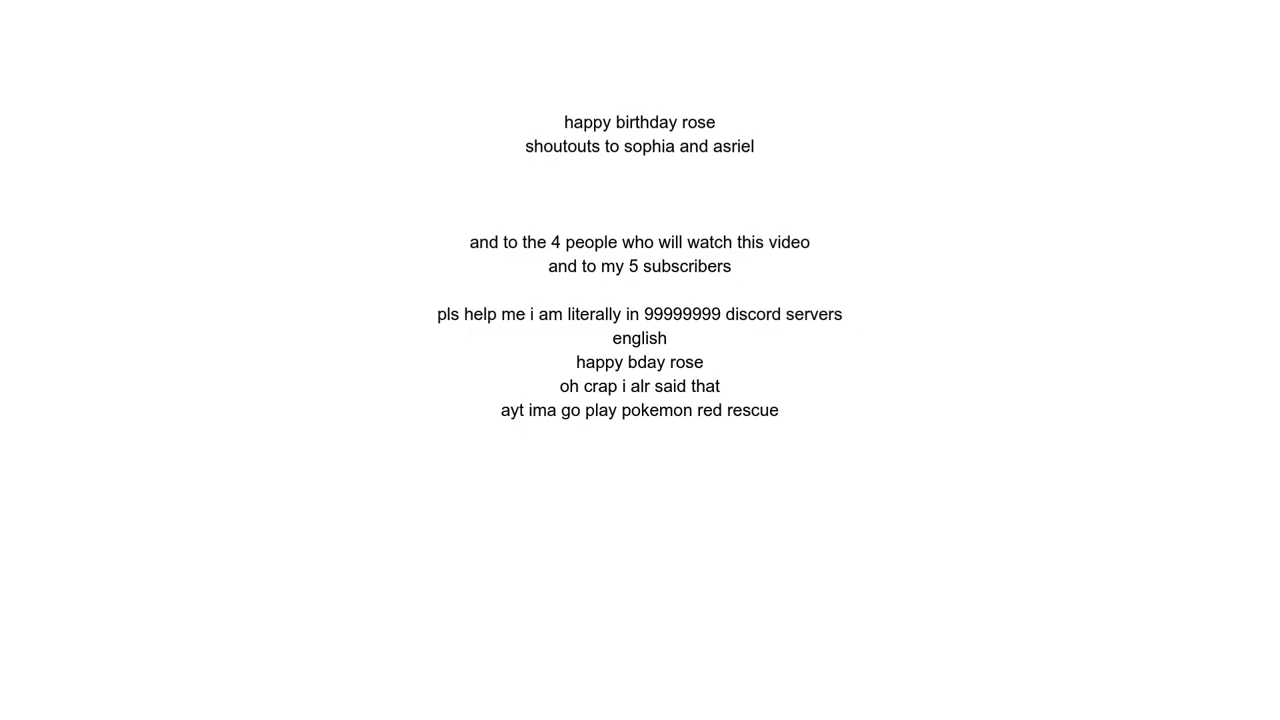 happy birthday rose
shoutouts to sophia and asriel
and to the 4 people who will watch this video
and to my 5 subscribers
pls help me i am literally in 99999999 discord servers
english
happy bday rose
oh crap i alr said that
ayt ima go play pokemon red rescue